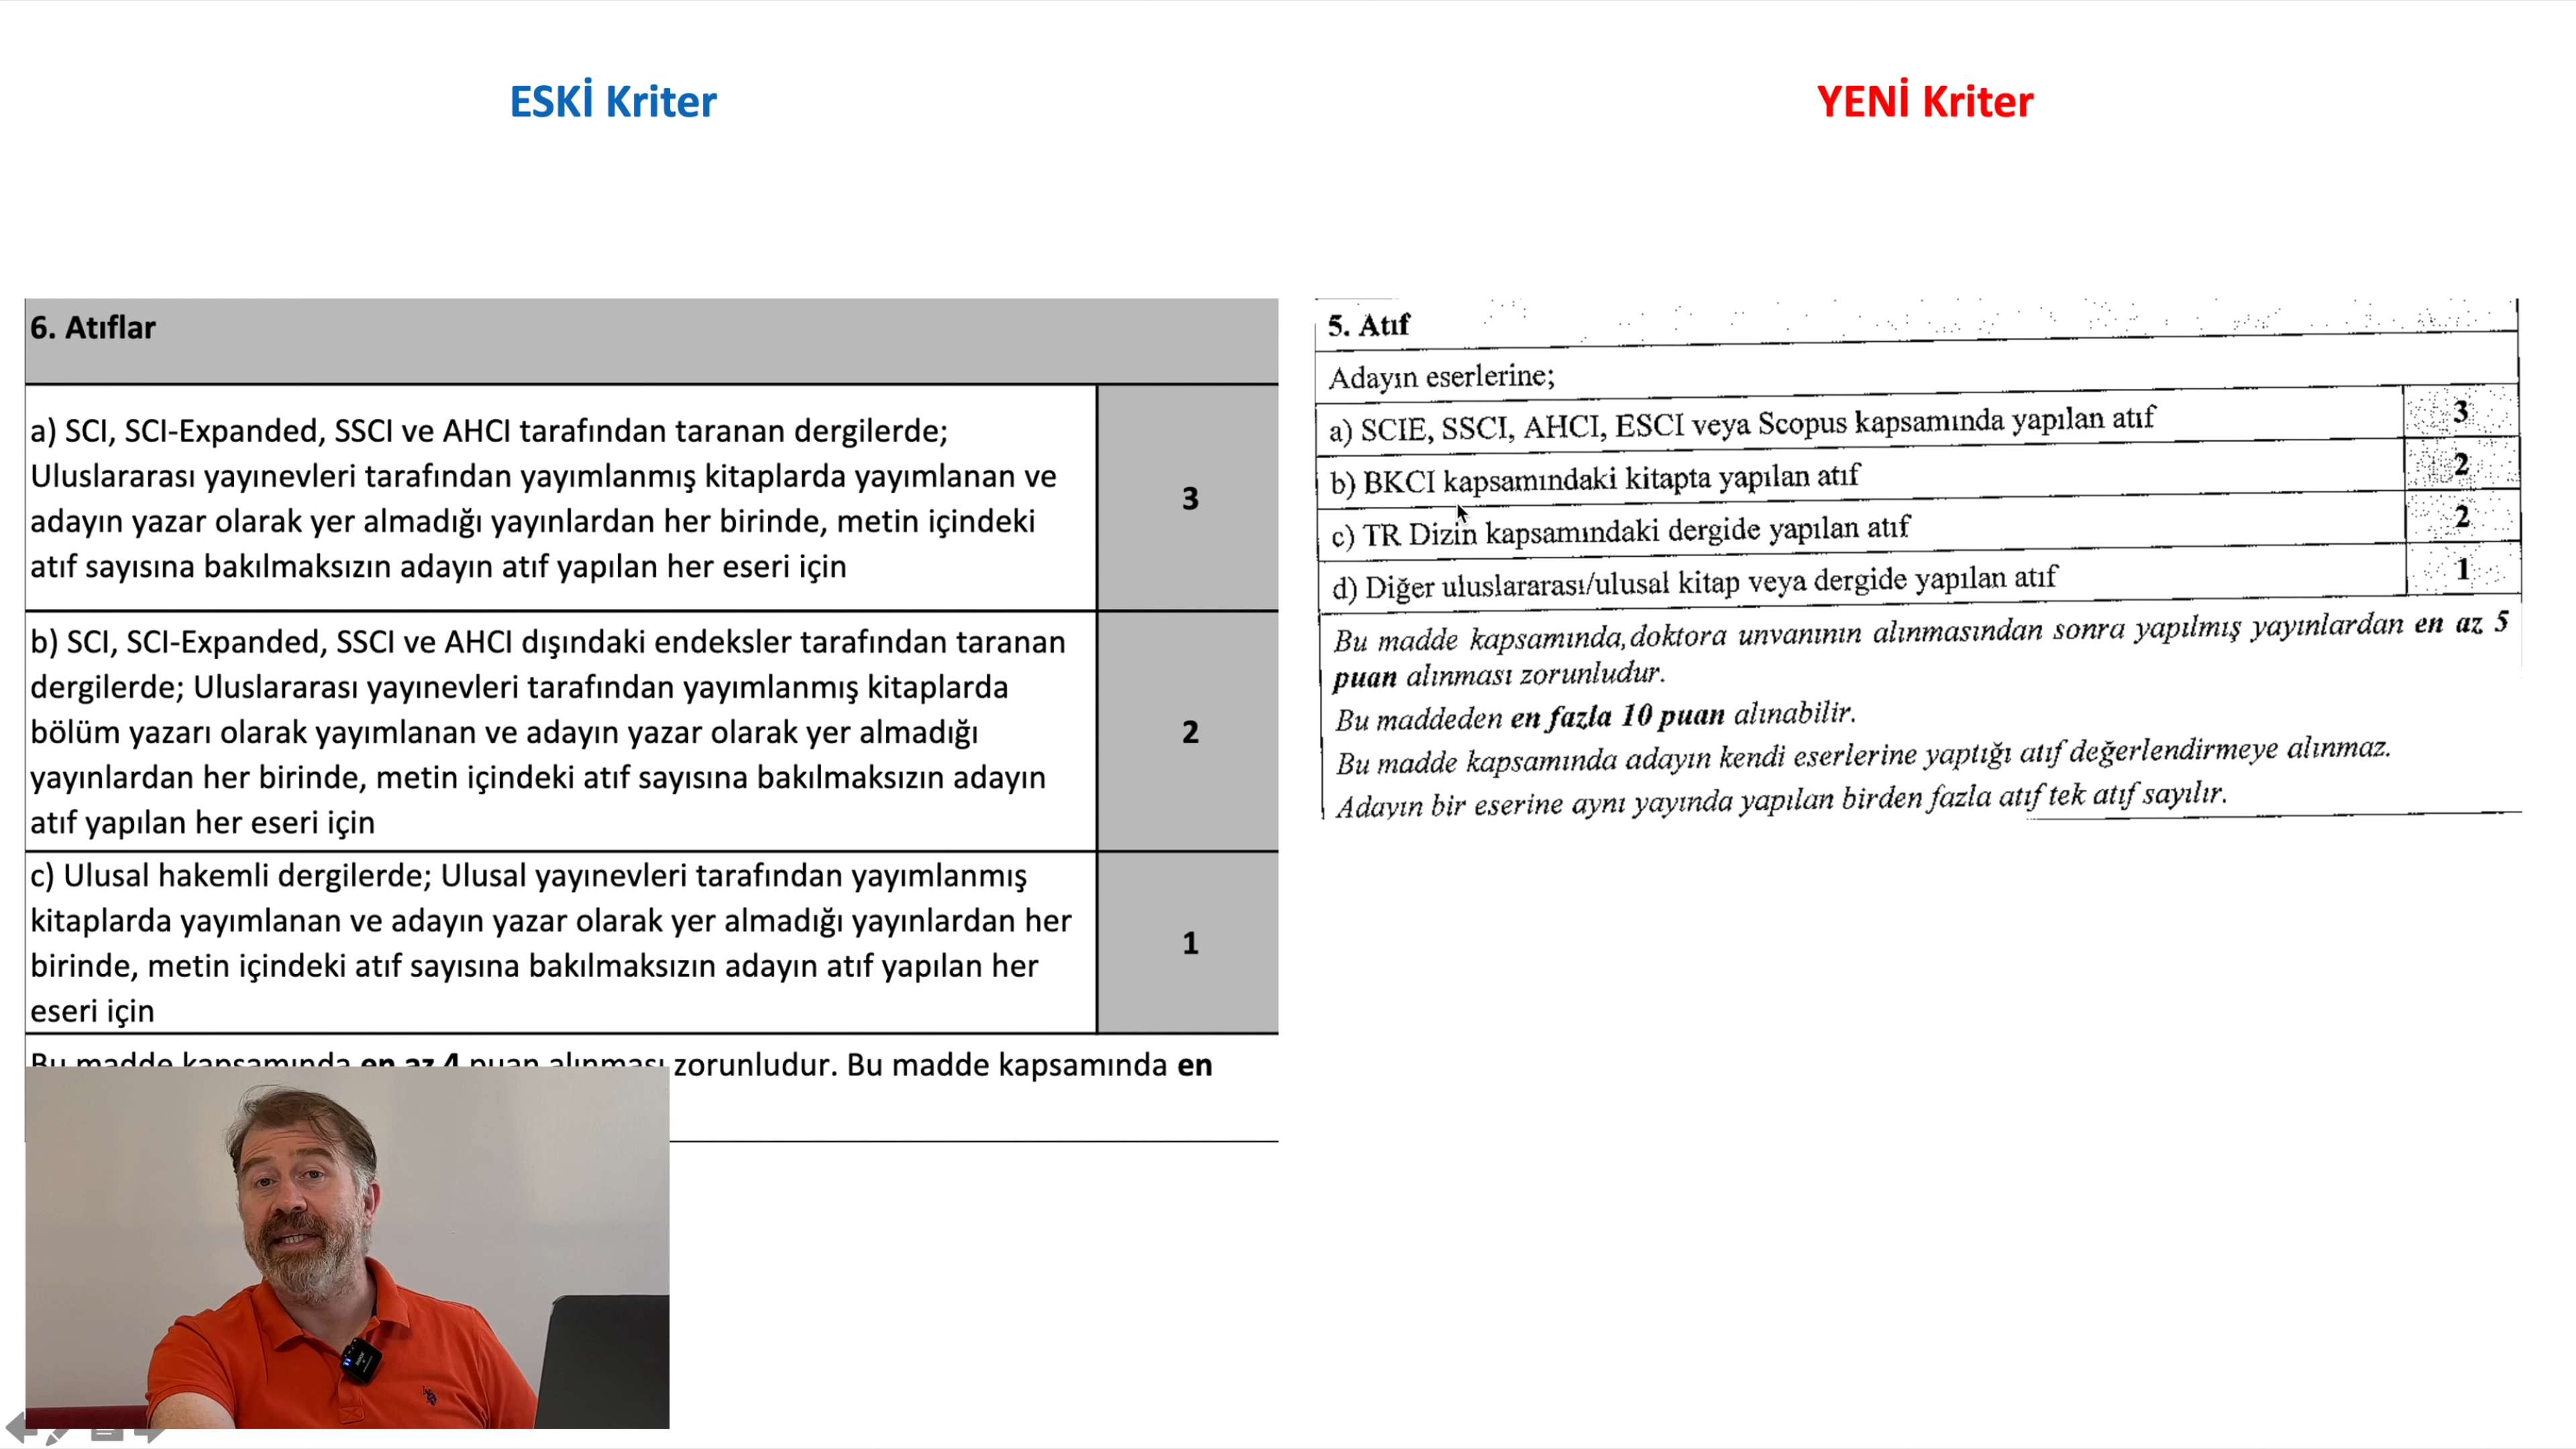 ESKİ Kriter
6. Atıflar
a) SCI, SCI-Expanded, SSCI ve AHCI tarafından taranan dergilerde;
Uluslararası yayınevleri tarafından yayımlanmış kitaplarda yayımlanan ve
adayın yazar olarak yer almadığı yayınlardan her birinde, metin içindeki
atıf sayısına bakılmaksızın adayın atıf yapılan her eseri için
3
b) SCI, SCI-Expanded, SSCI ve AHCI dışındaki endeksler tarafından taranan
dergilerde; Uluslararası yayınevleri tarafından yayımlanmış kitaplarda
bölüm yazarı olarak yayımlanan ve adayın yazar olarak yer almadığı
yayınlardan her birinde, metin içindeki atıf sayısına bakılmaksızın adayın
atıf yapılan her eseri için
2
c) Ulusal hakemli dergilerde; Ulusal yayınevleri tarafından yayımlanmış
kitaplarda yayımlanan ve adayın yazar olarak yer almadığı yayınlardan her
birinde, metin içindeki atıf sayısına bakılmaksızın adayın atıf yapılan her
eseri için
1
Bu madde kapsamında en az 4 puan alınması zorunludur. Bu madde kapsamında en
YENİ Kriter
5. Atıf
Adayın eserlerine;
a) SCIE, SSCI, AHCI, ESCI veya Scopus kapsamında yapılan atıf 3
b) BKCI kapsamındaki kitapta yapılan atıf 2
c) TR Dizin kapsamındaki dergide yapılan atıf 2
d) Diğer uluslararası/ulusal kitap veya dergide yapılan atıf 1
Bu madde kapsamında, doktora unvanının alınmasından sonra yapılmış yayınlardan en az 5
puan alınması zorunludur.
Bu maddeden en fazla 10 puan alınabilir.
Bu madde kapsamında adayın kendi eserlerine yaptığı atıf değerlendirmeye alınmaz.
Adayın bir eserine aynı yayında yapılan birden fazla atıf tek atıf sayılır.